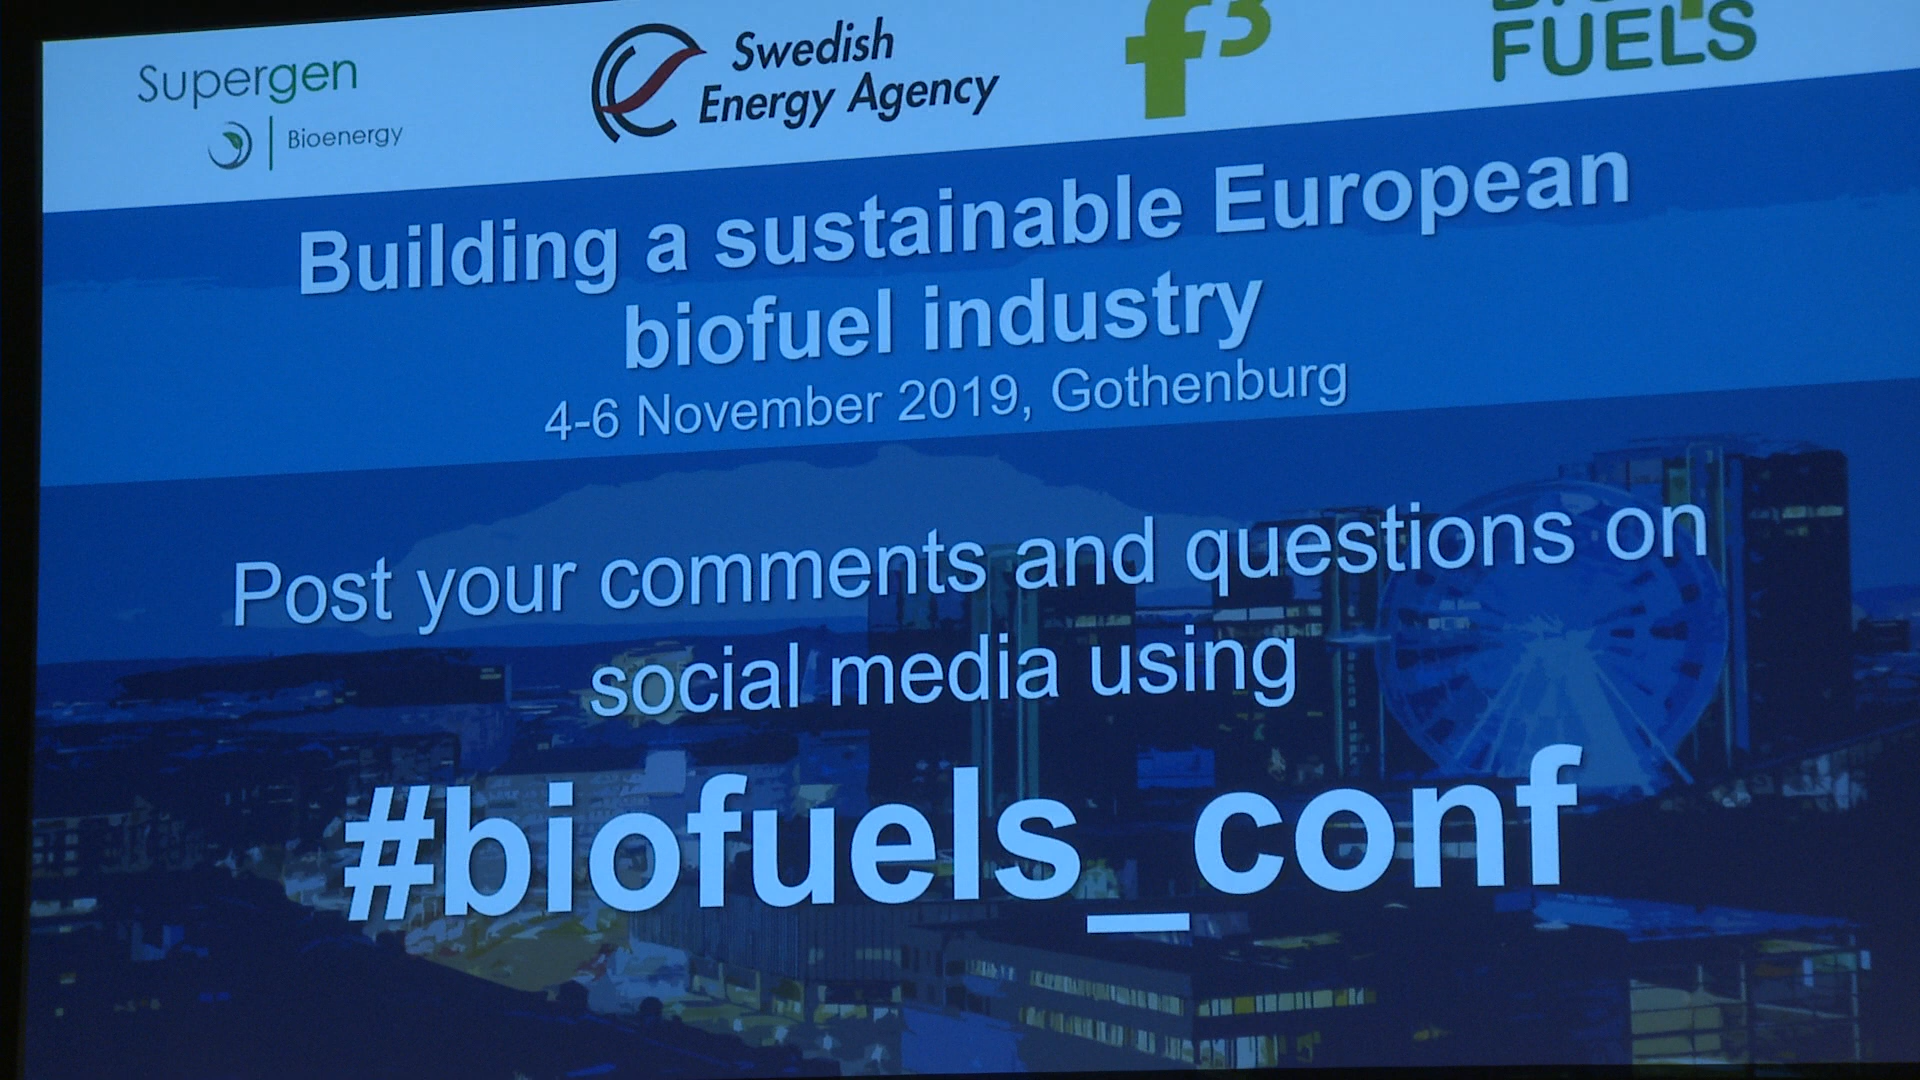 Supergen
Bioenergy
Swedish
Energy Agency
f3
FUELS
Building a sustainable European
biofuel industry
4-6 November 2019, Gothenburg
Post your comments and questions on
social media using
#biofuels_conf